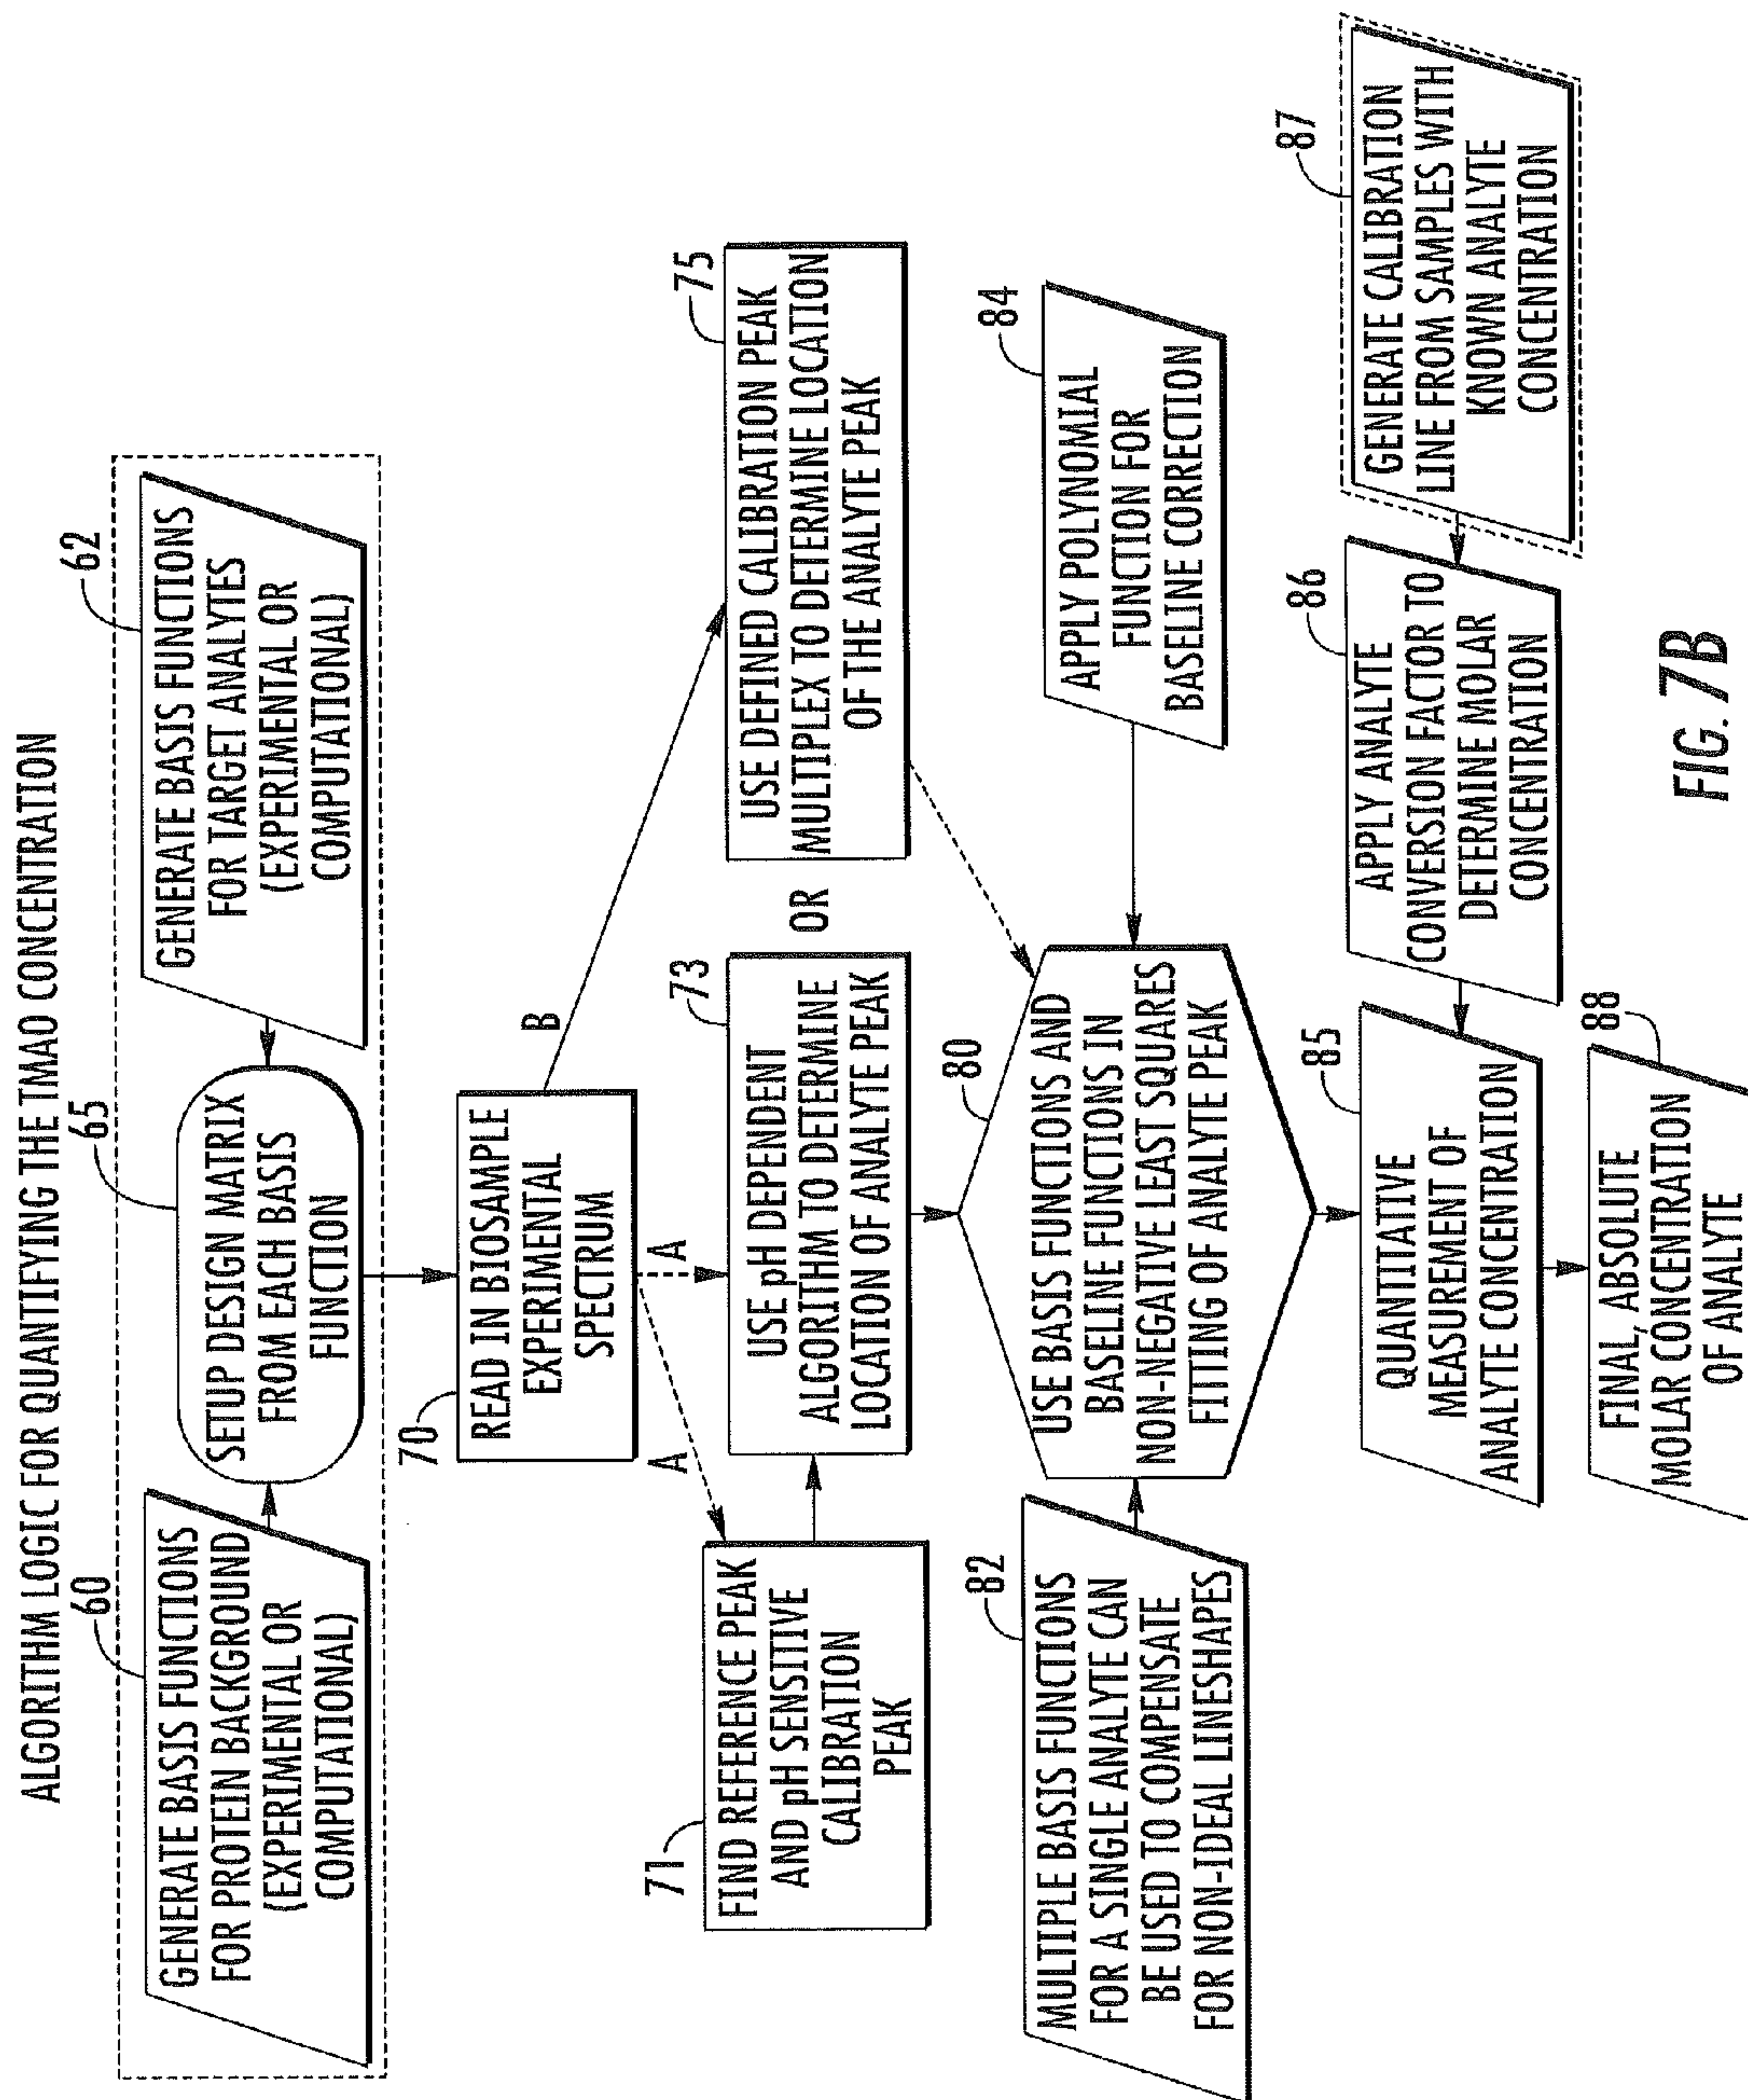 ALGORITHM LOGIC FOR QUANTIFYING THE TMAO CONCENTRATION
60
GENERATE BASIS FUNCTIONS
FOR PROTEIN BACKGROUND
(EXPERIMENTAL OR
COMPUTATIONAL)
65
SETUP DESIGN MATRIX
FROM EACH BASIS
FUNCTION
62
GENERATE BASIS FUNCTIONS
FOR TARGET ANALYTES
(EXPERIMENTAL OR
COMPUTATIONAL)
70
READ IN BIOSAMPLE
EXPERIMENTAL
SPECTRUM
A
A
B
71
FIND REFERENCE PEAK
AND pH SENSITIVE
CALIBRATION
PEAK
73
USE pH DEPENDENT
ALGORITHM TO DETERMINE
LOCATION OF ANALYTE PEAK
OR
75
USE DEFINED CALIBRATION PEAK
MULTIPLEX TO DETERMINE LOCATION
OF THE ANALYTE PEAK
82
MULTIPLE BASIS FUNCTIONS
FOR A SINGLE ANALYTE CAN
BE USED TO COMPENSATE
FOR NON-IDEAL LINESHAPES
80
USE BASIS FUNCTIONS AND
BASELINE FUNCTIONS IN
NON-NEGATIVE LEAST SQUARES
FITTING OF ANALYTE PEAK
84
APPLY POLYNOMIAL
FUNCTION FOR
BASELINE CORRECTION
85
QUANTITATIVE
MEASUREMENT OF
ANALYTE CONCENTRATION
86
APPLY ANALYTE
CONVERSION FACTOR TO
DETERMINE MOLAR
CONCENTRATION
87
GENERATE CALIBRATION
LINE FROM SAMPLES WITH
KNOWN ANALYTE
CONCENTRATION
88
FINAL, ABSOLUTE
MOLAR CONCENTRATION
OF ANALYTE
FIG. 7B